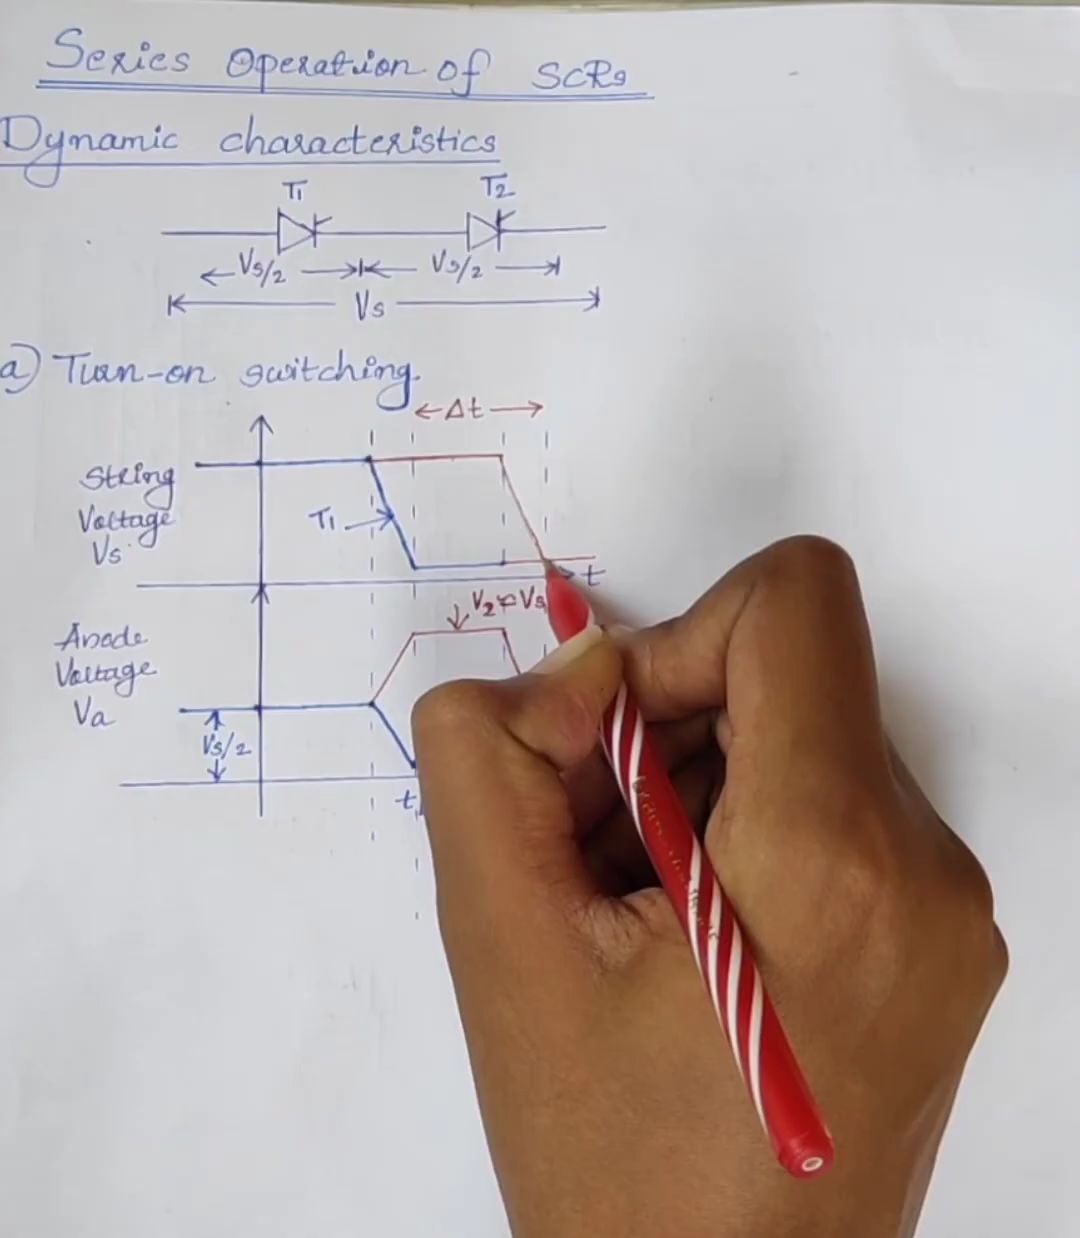 Series Operation of SCRs
Dynamic characteristics
T1 T2
Vs/2 Vs/2
Vs
a) Turn-on switching.
Δt
String
Voltage
Vs
T1
t
V2 = Vs
Anode
Voltage
Va
Vs/2
t1